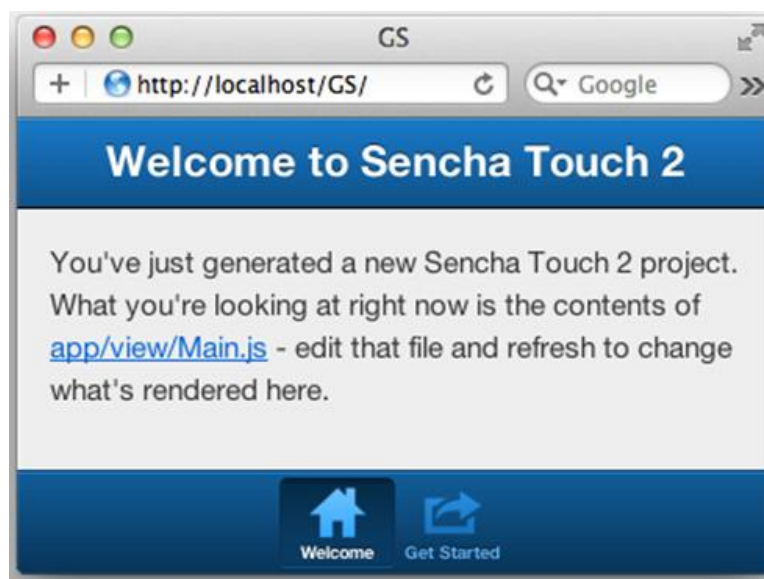 GS
http://localhost/GS/
Google
Welcome to Sencha Touch 2
You've just generated a new Sencha Touch 2 project.
What you're looking at right now is the contents of
app/view/Main.js - edit that file and refresh to change
what's rendered here.
Welcome
Get Started